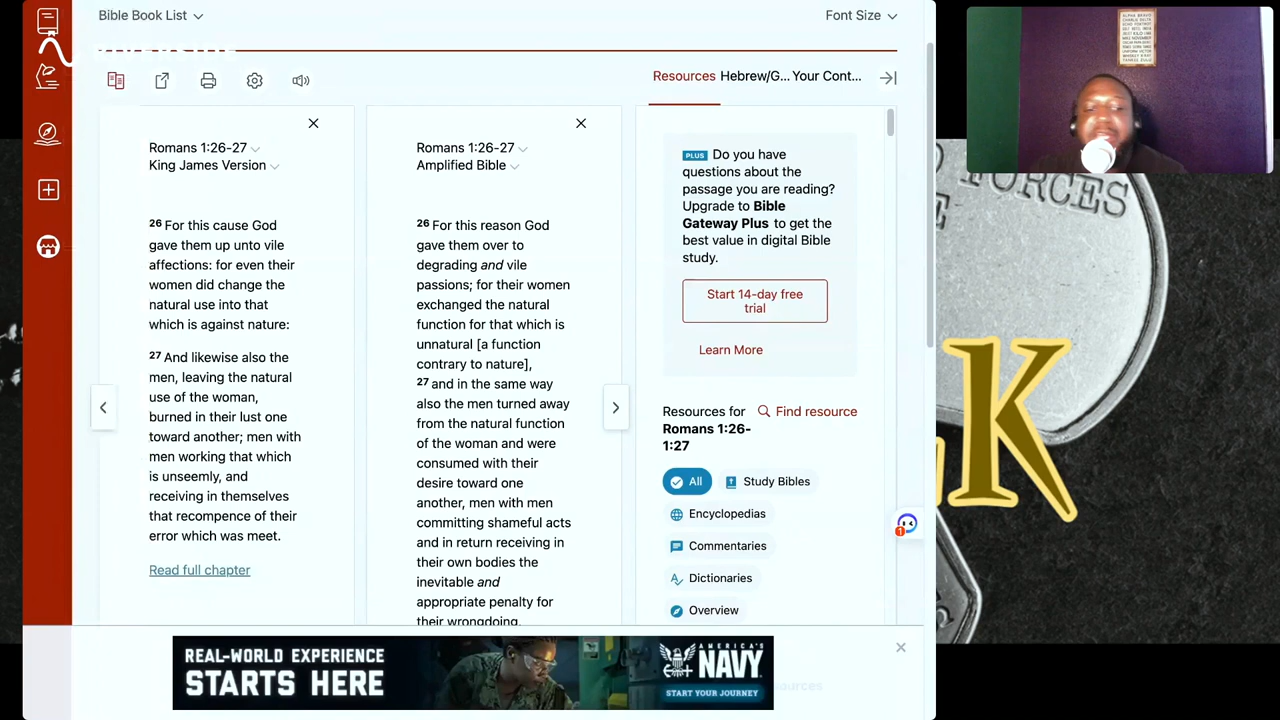 Bible Book List
Font Size
Resources Hebrew/G... Your Cont...
Romans 1:26-27
King James Version
26 For this cause God
gave them up unto vile
affections: for even their
women did change the
natural use into that
which is against nature:
27 And likewise also the
men, leaving the natural
use of the woman,
burned in their lust one
toward another; men with
men working that which
is unseemly, and
receiving in themselves
that recompence of their
error which was meet.
Read full chapter
Romans 1:26-27
Amplified Bible
26 For this reason God
gave them over to
degrading and vile
passions; for their women
exchanged the natural
function for that which is
unnatural [a function
contrary to nature],
27 and in the same way
also the men turned away
from the natural function
of the woman and were
consumed with their
desire toward one
another, men with men
committing shameful acts
and in return receiving in
their own bodies the
inevitable and
appropriate penalty for
their wrongdoing.
PLUS Do you have
questions about the
passage you are reading?
Upgrade to Bible
Gateway Plus to get the
best value in digital Bible
study.
Start 14-day free
trial
Learn More
Resources for
Romans 1:26-
1:27
Find resource
All
Study Bibles
Encyclopedias
Commentaries
Dictionaries
Overview
1
REAL-WORLD EXPERIENCE
STARTS HERE
AMERICA'S
NAVY
START YOUR JOURNEY
FORCES
K